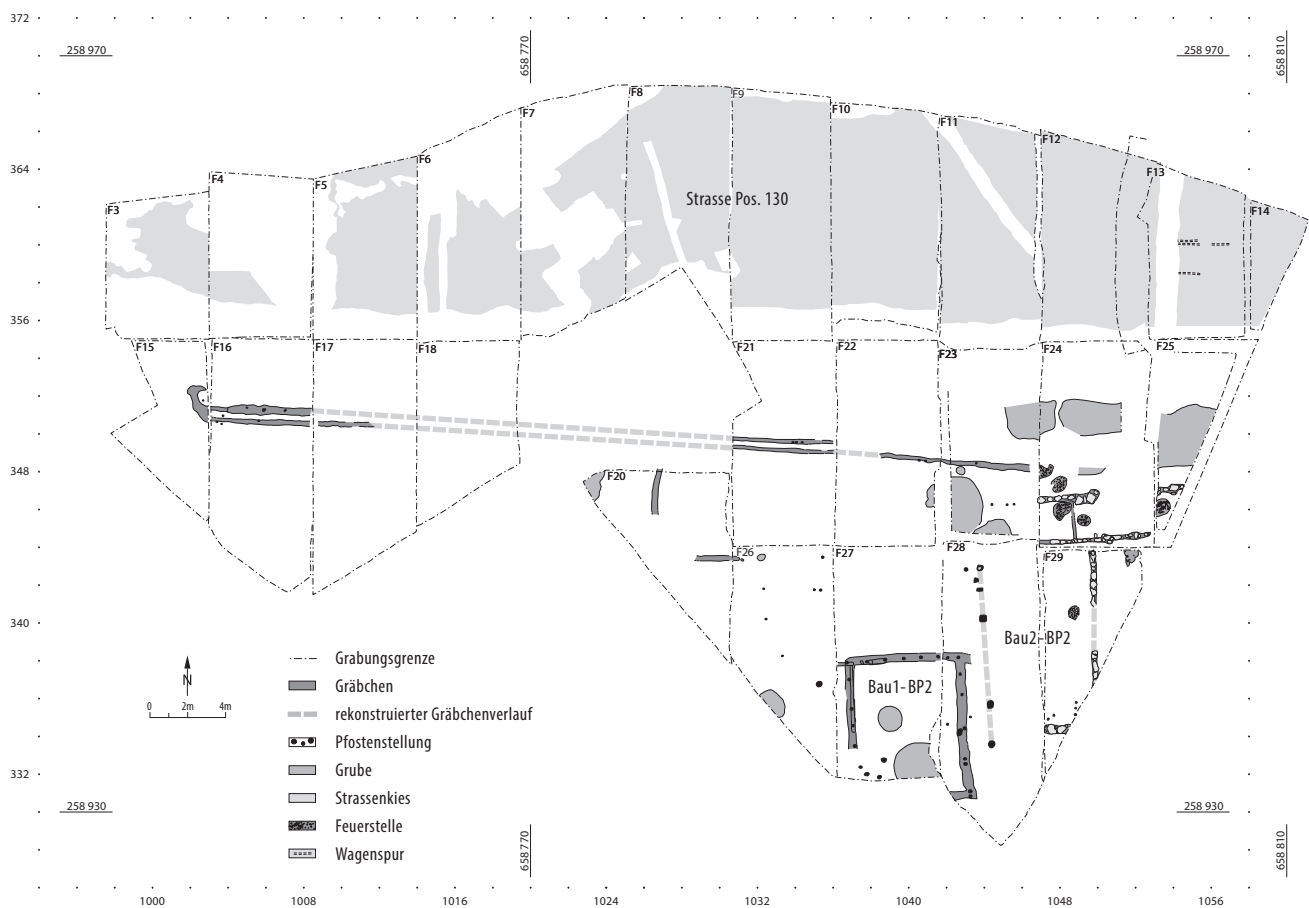 372
258 970
658 770
258 970
658 810
F8
F9
F7
F10
F11
F12
F6
F13
364
F4
F5
F3
F14
Strasse Pos. 130
356
F15
F16
F17
F18
F21
F22
F23
F24
F25
348
F20
F26
F27
F28
F29
340
Bau2-BP2
Grabungsgrenze
N
Gräbchen
Bau1-BP2
0 2m 4m
rekonstruierter Gräbchenverlauf
Pfostenstellung
332
Grube
Strassenkies
258 930
258 930
Feuerstelle
658 770
658 810
Wagenspur
1000
1008
1016
1024
1032
1040
1048
1056